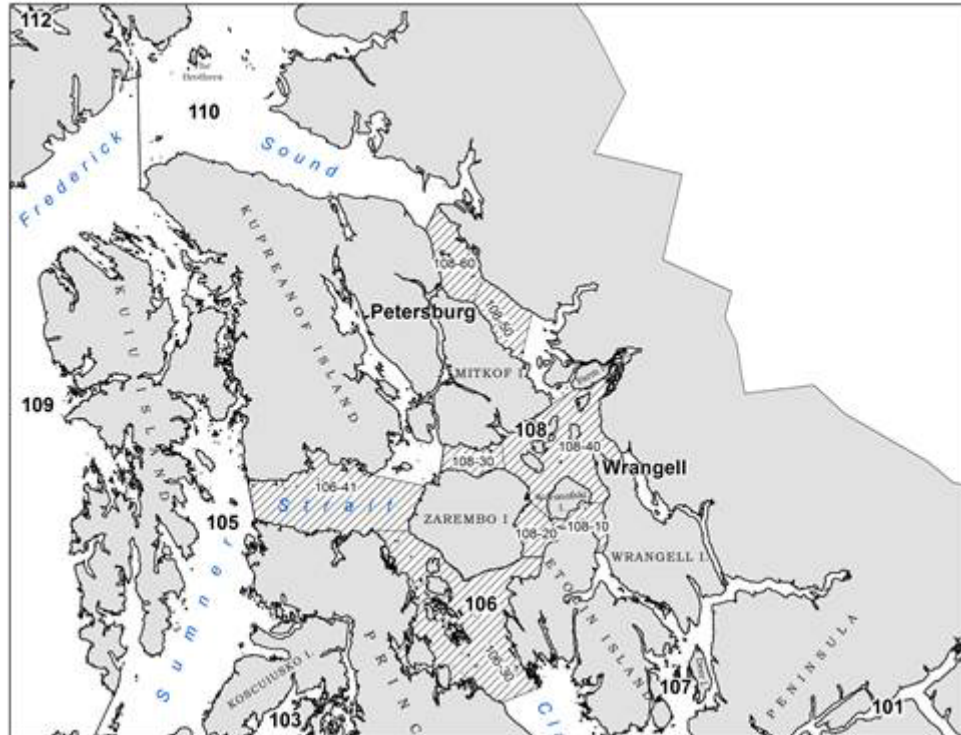 112
The
Brothers
110
Frederick
Sound
KUPREANOF ISLAND
108-60
Petersburg
108-50
KUIU ISLAND
MITKOF I.
109
108
108-40
108-30
Wrangell
106-41
Strait
105
ZAREMBO I
108-20
108-10
WRANGELL I.
ETOLIN ISLAND
Sumner
106
106-30
PRINC
KOSCIUSKO I.
103
Cl
107
PENINSULA
101